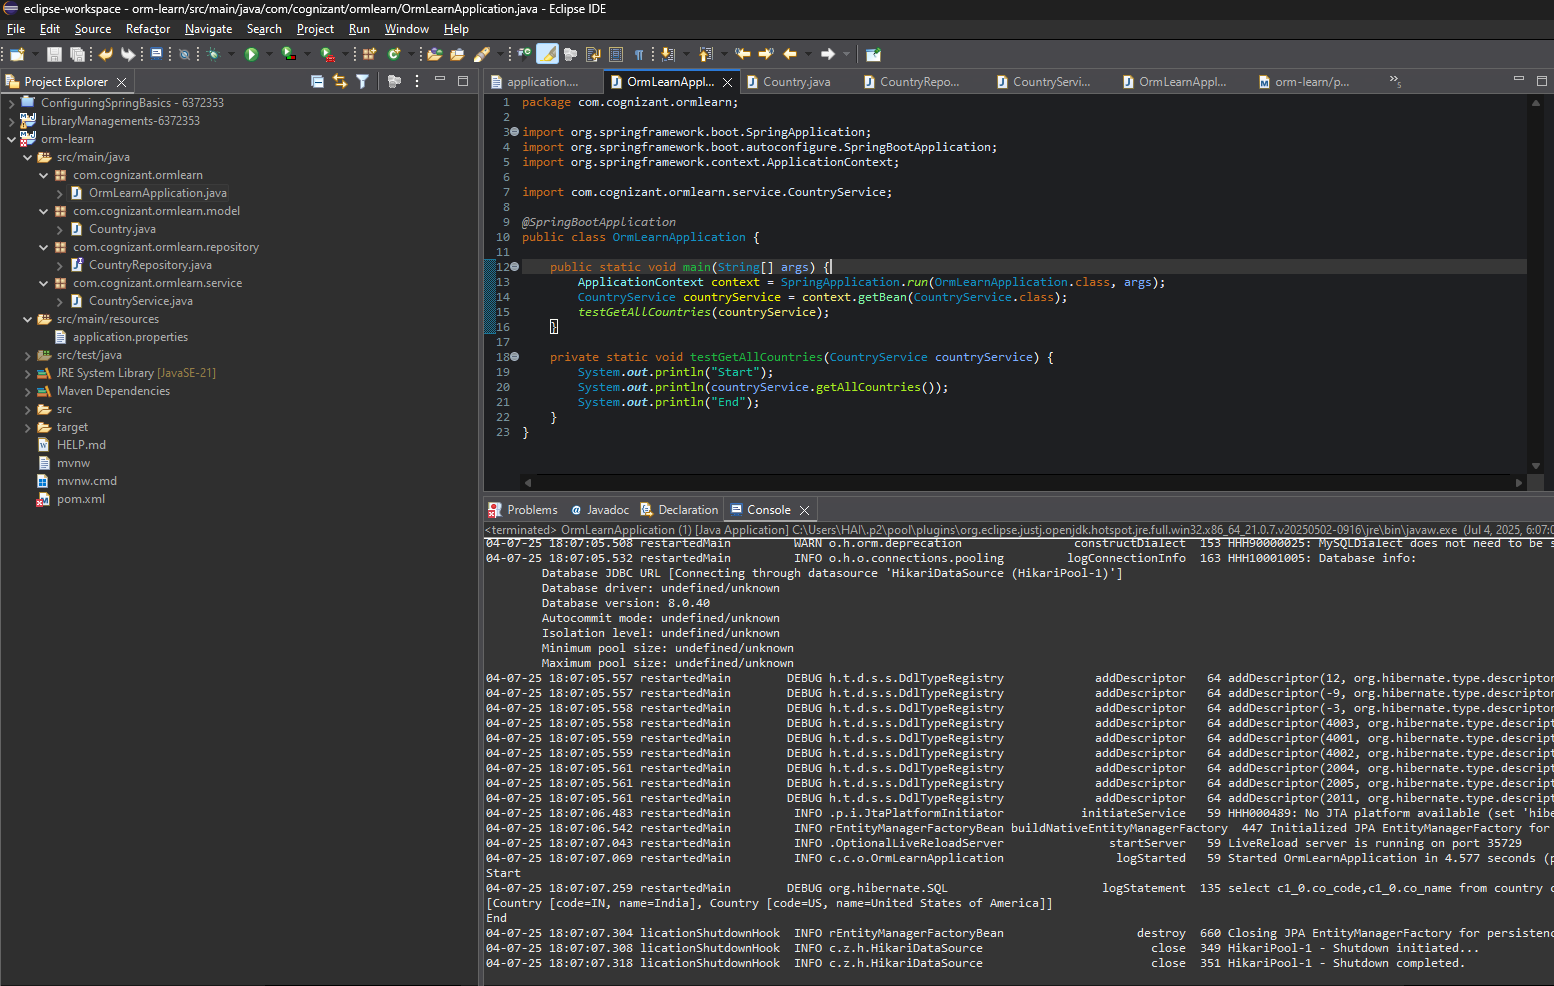 eclipse-workspace - orm-learn/src/main/java/com/cognizant/ormlearn/OrmLearnApplication.java - Eclipse IDE
File Edit Source Refactor Navigate Search Project Run Window Help
Project Explorer
ConfiguringSpringBasics - 6372353
LibraryManagements-6372353
orm-learn
src/main/java
com.cognizant.ormlearn
OrmLearnApplication.java
com.cognizant.ormlearn.model
Country.java
com.cognizant.ormlearn.repository
CountryRepository.java
com.cognizant.ormlearn.service
CountryService.java
src/main/resources
application.properties
src/test/java
JRE System Library [JavaSE-21]
Maven Dependencies
src
target
HELP.md
mvnw
mvnw.cmd
pom.xml
application.... OrmLearnAppl... Country.java CountryRepo... CountryServi... OrmLearnAppl... orm-learn/p... »5
1 package com.cognizant.ormlearn;
2
3 import org.springframework.boot.SpringApplication;
4 import org.springframework.boot.autoconfigure.SpringBootApplication;
5 import org.springframework.context.ApplicationContext;
6
7 import com.cognizant.ormlearn.service.CountryService;
8
9 @SpringBootApplication
10 public class OrmLearnApplication {
11
12 public static void main(String[] args) {
13 ApplicationContext context = SpringApplication.run(OrmLearnApplication.class, args);
14 CountryService countryService = context.getBean(CountryService.class);
15 testGetAllCountries(countryService);
16 }
17
18 private static void testGetAllCountries(CountryService countryService) {
19 System.out.println("Start");
20 System.out.println(countryService.getAllCountries());
21 System.out.println("End");
22 }
23 }
Problems Javadoc Declaration Console
<terminated> OrmLearnApplication (1) [Java Application] C:\Users\HAI\.p2\pool\plugins\org.eclipse.justj.openjdk.hotspot.jre.full.win32.x86_64_21.0.7.v20250502-0916\jre\bin\javaw.exe (Jul 4, 2025, 6:07:0
04-07-25 18:07:05.508 restartedMain WARN o.h.orm.deprecation constructDialect 153 HHH90000025: MySQLDialect does not need to be s
04-07-25 18:07:05.532 restartedMain INFO o.h.o.connections.pooling logConnectionInfo 163 HHH10001005: Database info:
Database JDBC URL [Connecting through datasource 'HikariDataSource (HikariPool-1)']
Database driver: undefined/unknown
Database version: 8.0.40
Autocommit mode: undefined/unknown
Isolation level: undefined/unknown
Minimum pool size: undefined/unknown
Maximum pool size: undefined/unknown
04-07-25 18:07:05.557 restartedMain DEBUG h.t.d.s.s.DdlTypeRegistry addDescriptor 64 addDescriptor(12, org.hibernate.type.descriptor
04-07-25 18:07:05.557 restartedMain DEBUG h.t.d.s.s.DdlTypeRegistry addDescriptor 64 addDescriptor(-9, org.hibernate.type.descriptor
04-07-25 18:07:05.558 restartedMain DEBUG h.t.d.s.s.DdlTypeRegistry addDescriptor 64 addDescriptor(-3, org.hibernate.type.descriptor
04-07-25 18:07:05.558 restartedMain DEBUG h.t.d.s.s.DdlTypeRegistry addDescriptor 64 addDescriptor(4003, org.hibernate.type.descript
04-07-25 18:07:05.559 restartedMain DEBUG h.t.d.s.s.DdlTypeRegistry addDescriptor 64 addDescriptor(4001, org.hibernate.type.descript
04-07-25 18:07:05.559 restartedMain DEBUG h.t.d.s.s.DdlTypeRegistry addDescriptor 64 addDescriptor(4002, org.hibernate.type.descript
04-07-25 18:07:05.561 restartedMain DEBUG h.t.d.s.s.DdlTypeRegistry addDescriptor 64 addDescriptor(2004, org.hibernate.type.descript
04-07-25 18:07:05.561 restartedMain DEBUG h.t.d.s.s.DdlTypeRegistry addDescriptor 64 addDescriptor(2005, org.hibernate.type.descript
04-07-25 18:07:05.561 restartedMain DEBUG h.t.d.s.s.DdlTypeRegistry addDescriptor 64 addDescriptor(2011, org.hibernate.type.descript
04-07-25 18:07:06.483 restartedMain INFO .p.i.JtaPlatformInitiator initiateService 59 HHH000489: No JTA platform available (set 'hibe
04-07-25 18:07:06.542 restartedMain INFO rEntityManagerFactoryBean buildNativeEntityManagerFactory 447 Initialized JPA EntityManagerFactory for
04-07-25 18:07:07.043 restartedMain INFO .OptionalLiveReloadServer startServer 59 LiveReload server is running on port 35729
04-07-25 18:07:07.069 restartedMain INFO c.c.o.OrmLearnApplication logStarted 59 Started OrmLearnApplication in 4.577 seconds (p
Start
04-07-25 18:07:07.259 restartedMain DEBUG org.hibernate.SQL logStatement 135 select c1_0.co_code,c1_0.co_name from country c
[Country [code=IN, name=India], Country [code=US, name=United States of America]]
End
04-07-25 18:07:07.304 licationShutdownHook INFO rEntityManagerFactoryBean destroy 660 Closing JPA EntityManagerFactory for persistenc
04-07-25 18:07:07.308 licationShutdownHook INFO c.z.h.HikariDataSource close 349 HikariPool-1 - Shutdown initiated...
04-07-25 18:07:07.318 licationShutdownHook INFO c.z.h.HikariDataSource close 351 HikariPool-1 - Shutdown completed.